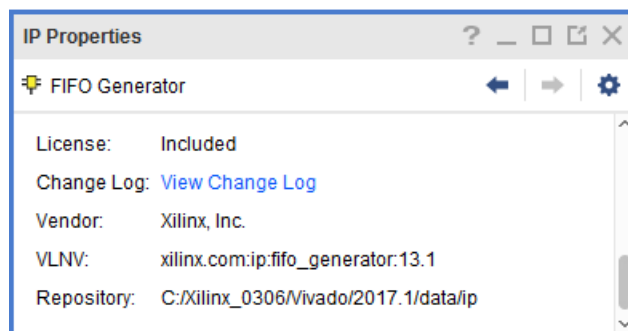 IP Properties
FIFO Generator
License: Included
Change Log: View Change Log
Vendor: Xilinx, Inc.
VLNV: xilinx.com:ip:fifo_generator:13.1
Repository: C:/Xilinx_0306/Vivado/2017.1/data/ip